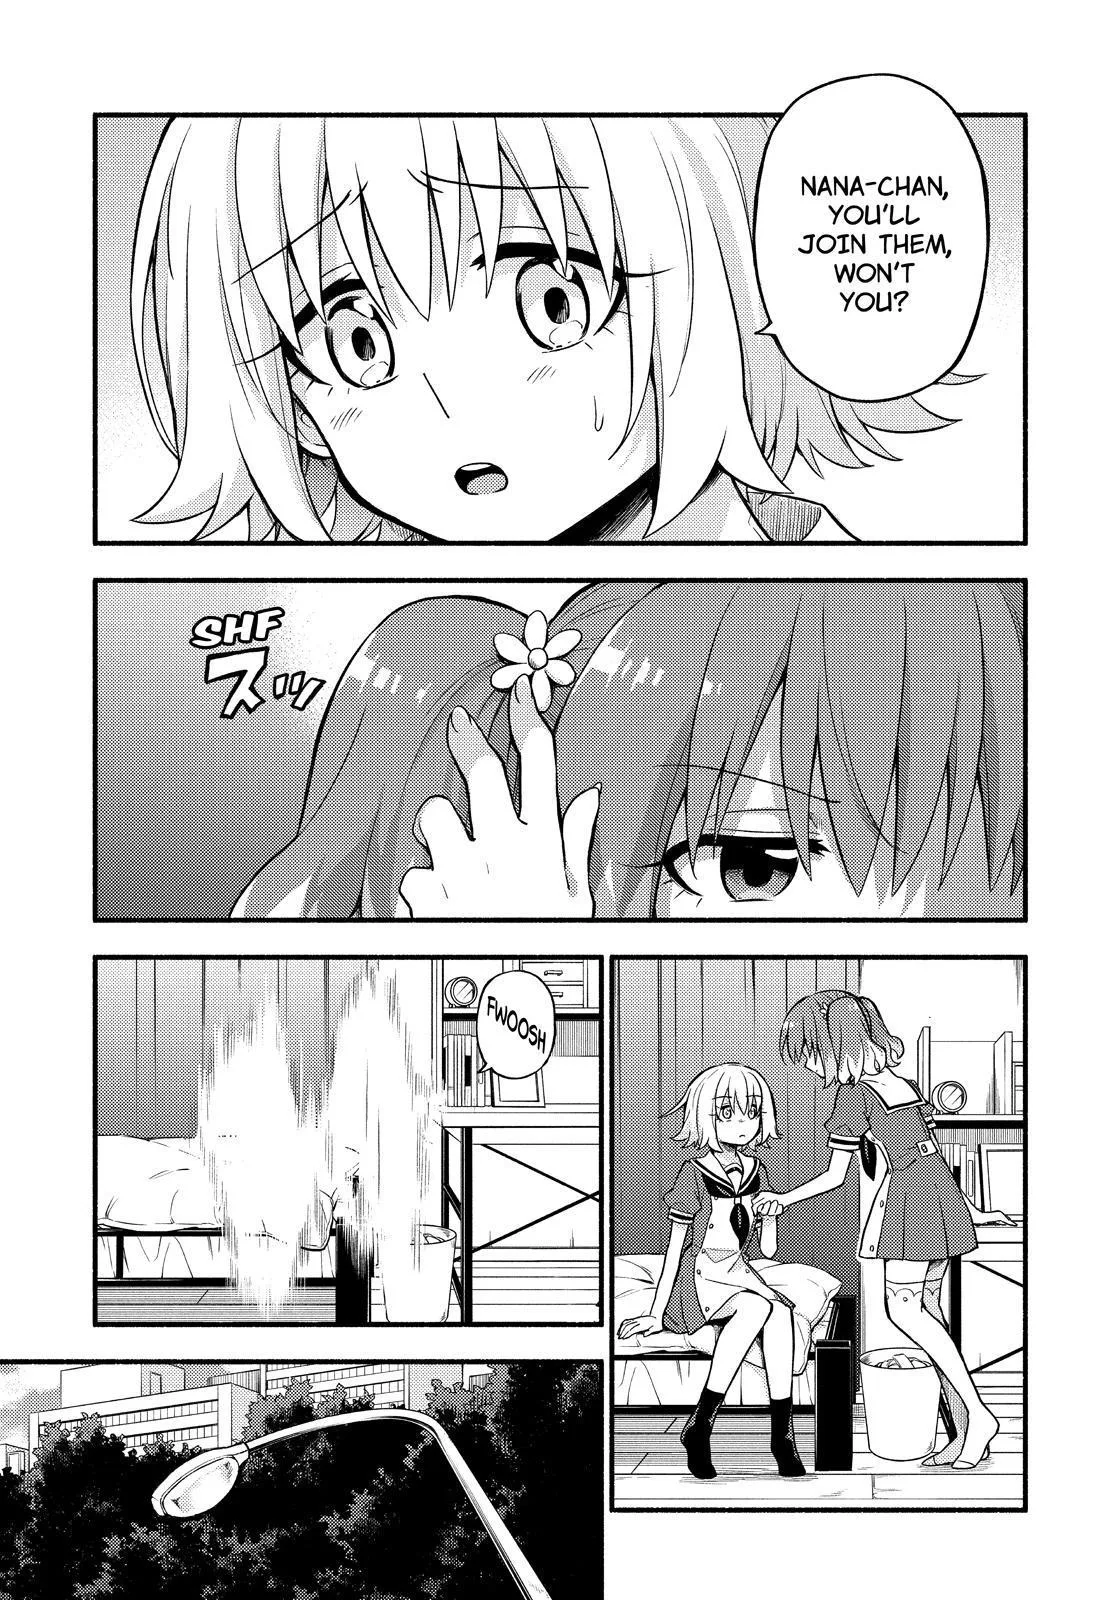 NANA-CHAN,
YOU'LL
JOIN THEM,
WON'T
YOU?
SHF
スッ
FWOOSH